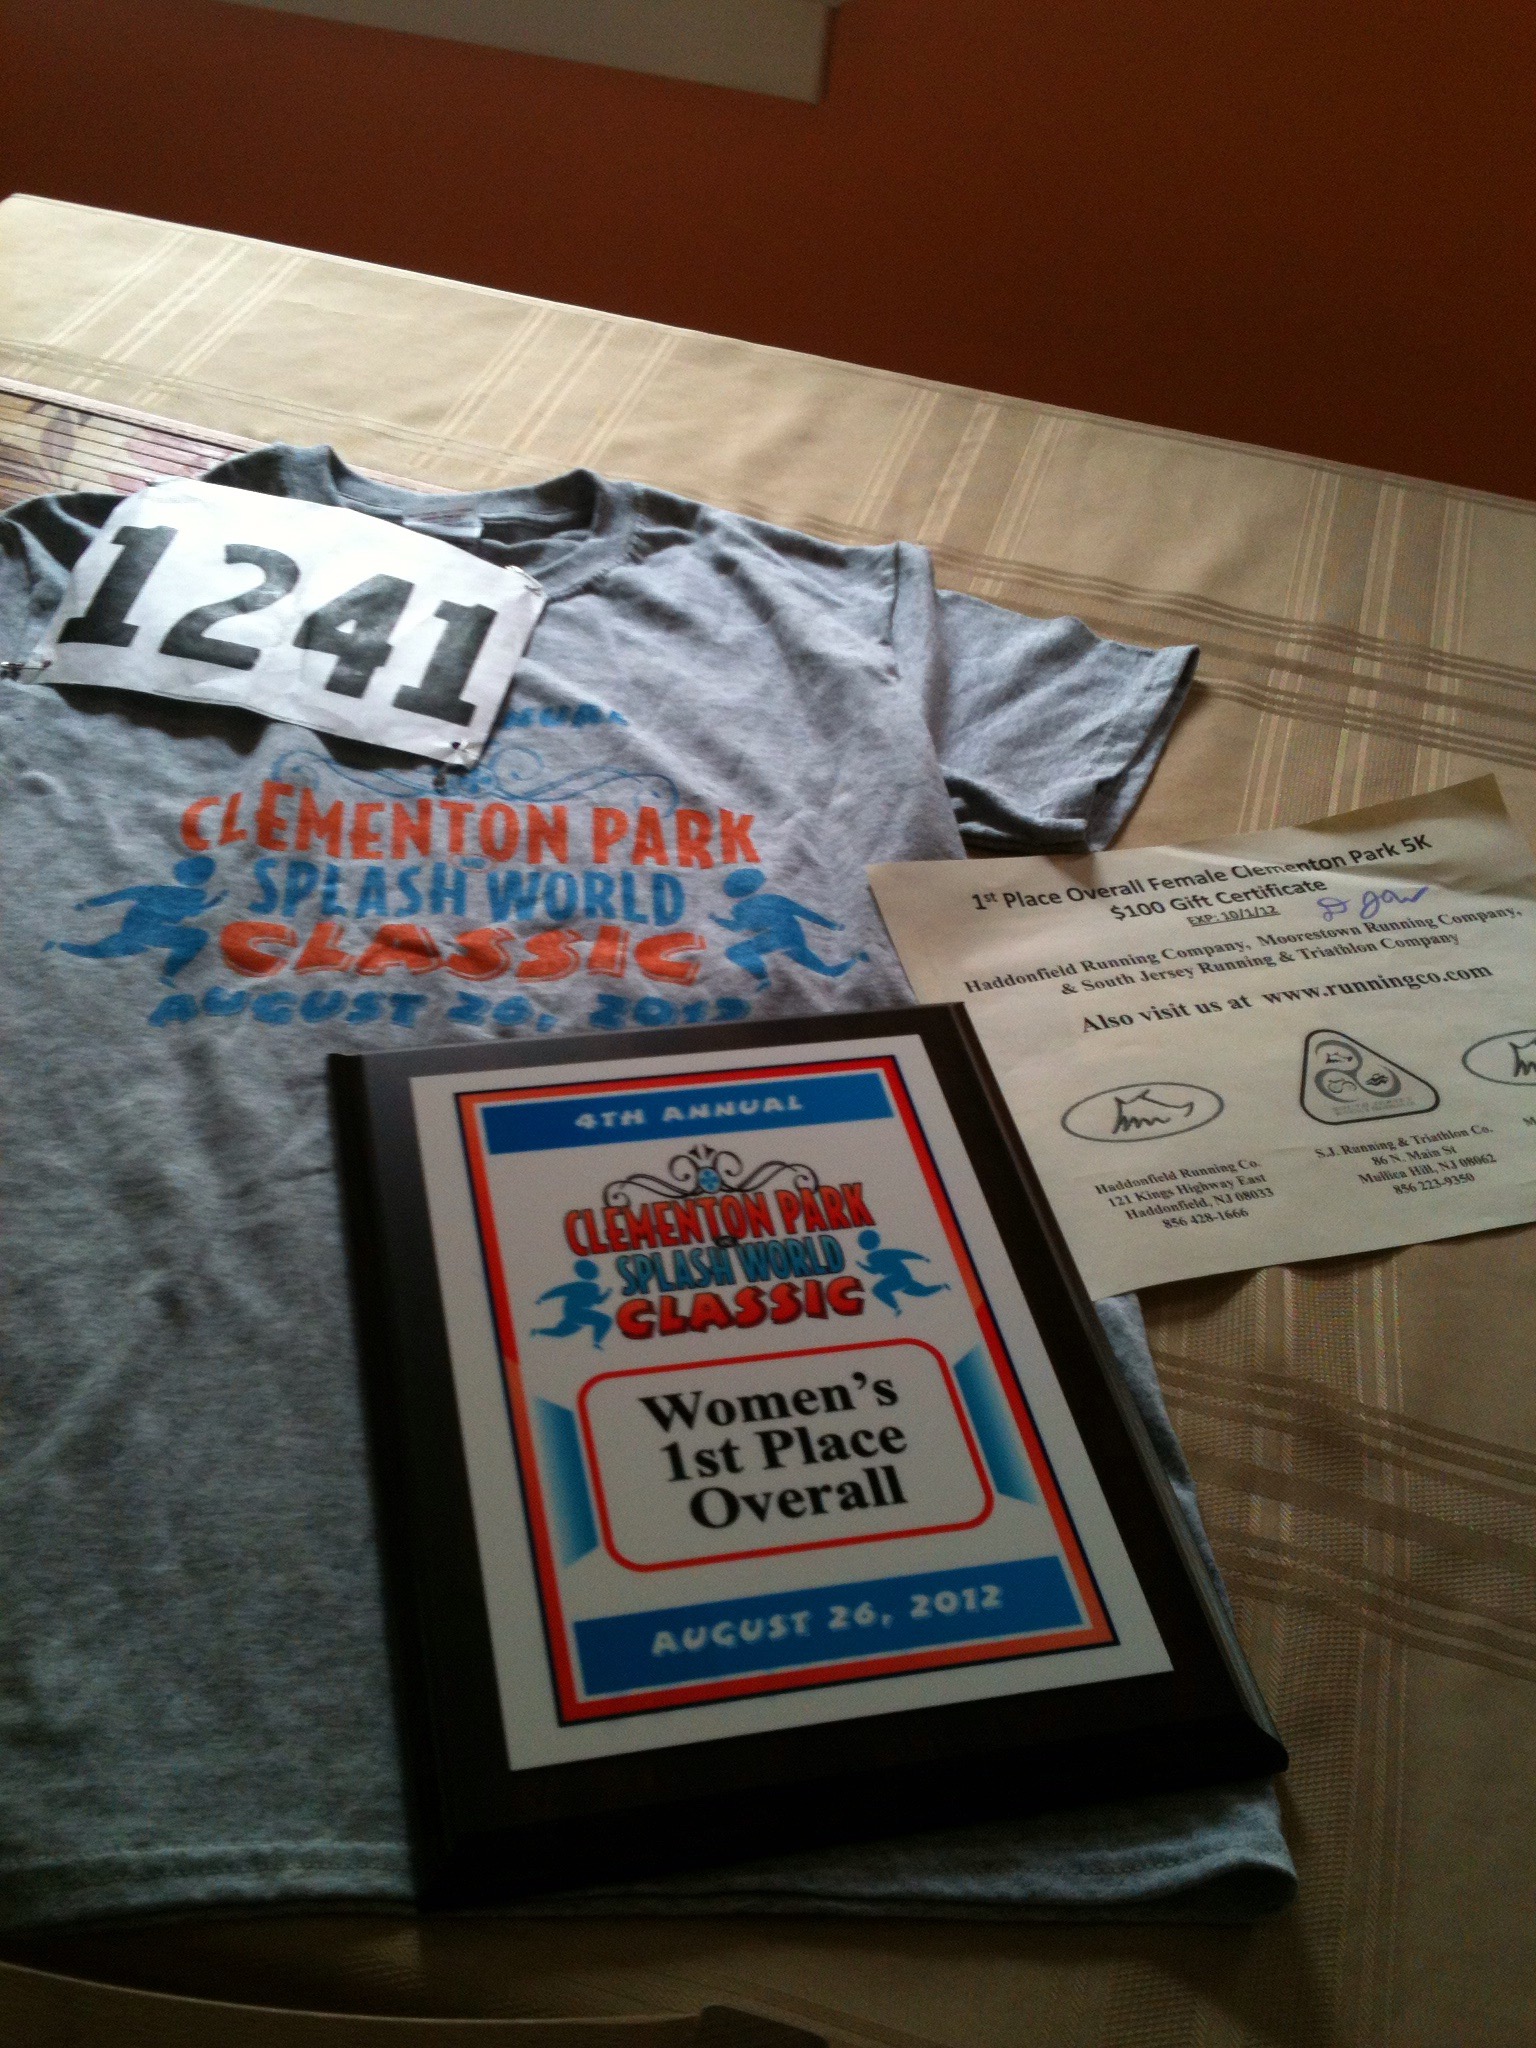 1241
CLEMENTON PARK
AND
SPLASH WORLD
CLASSIC
AUGUST 26, 2012
1st Place Overall Female Clementon Park 5K
$100 Gift Certificate
EXP: 10/1/12
Haddonfield Running Company, Moorestown Running Company,
& South Jersey Running & Triathlon Company
Also visit us at www.runningco.com
Haddonfield Running Co.
121 Kings Highway East
Haddonfield, NJ 08033
856 428-1666
S.J. Running & Triathlon Co.
86 N. Main St
Mullica Hill, NJ 08062
856 223-9350
4TH ANNUAL
CLEMENTON PARK
SPLASH WORLD
CLASSIC
Women's
1st Place
Overall
AUGUST 26, 2012